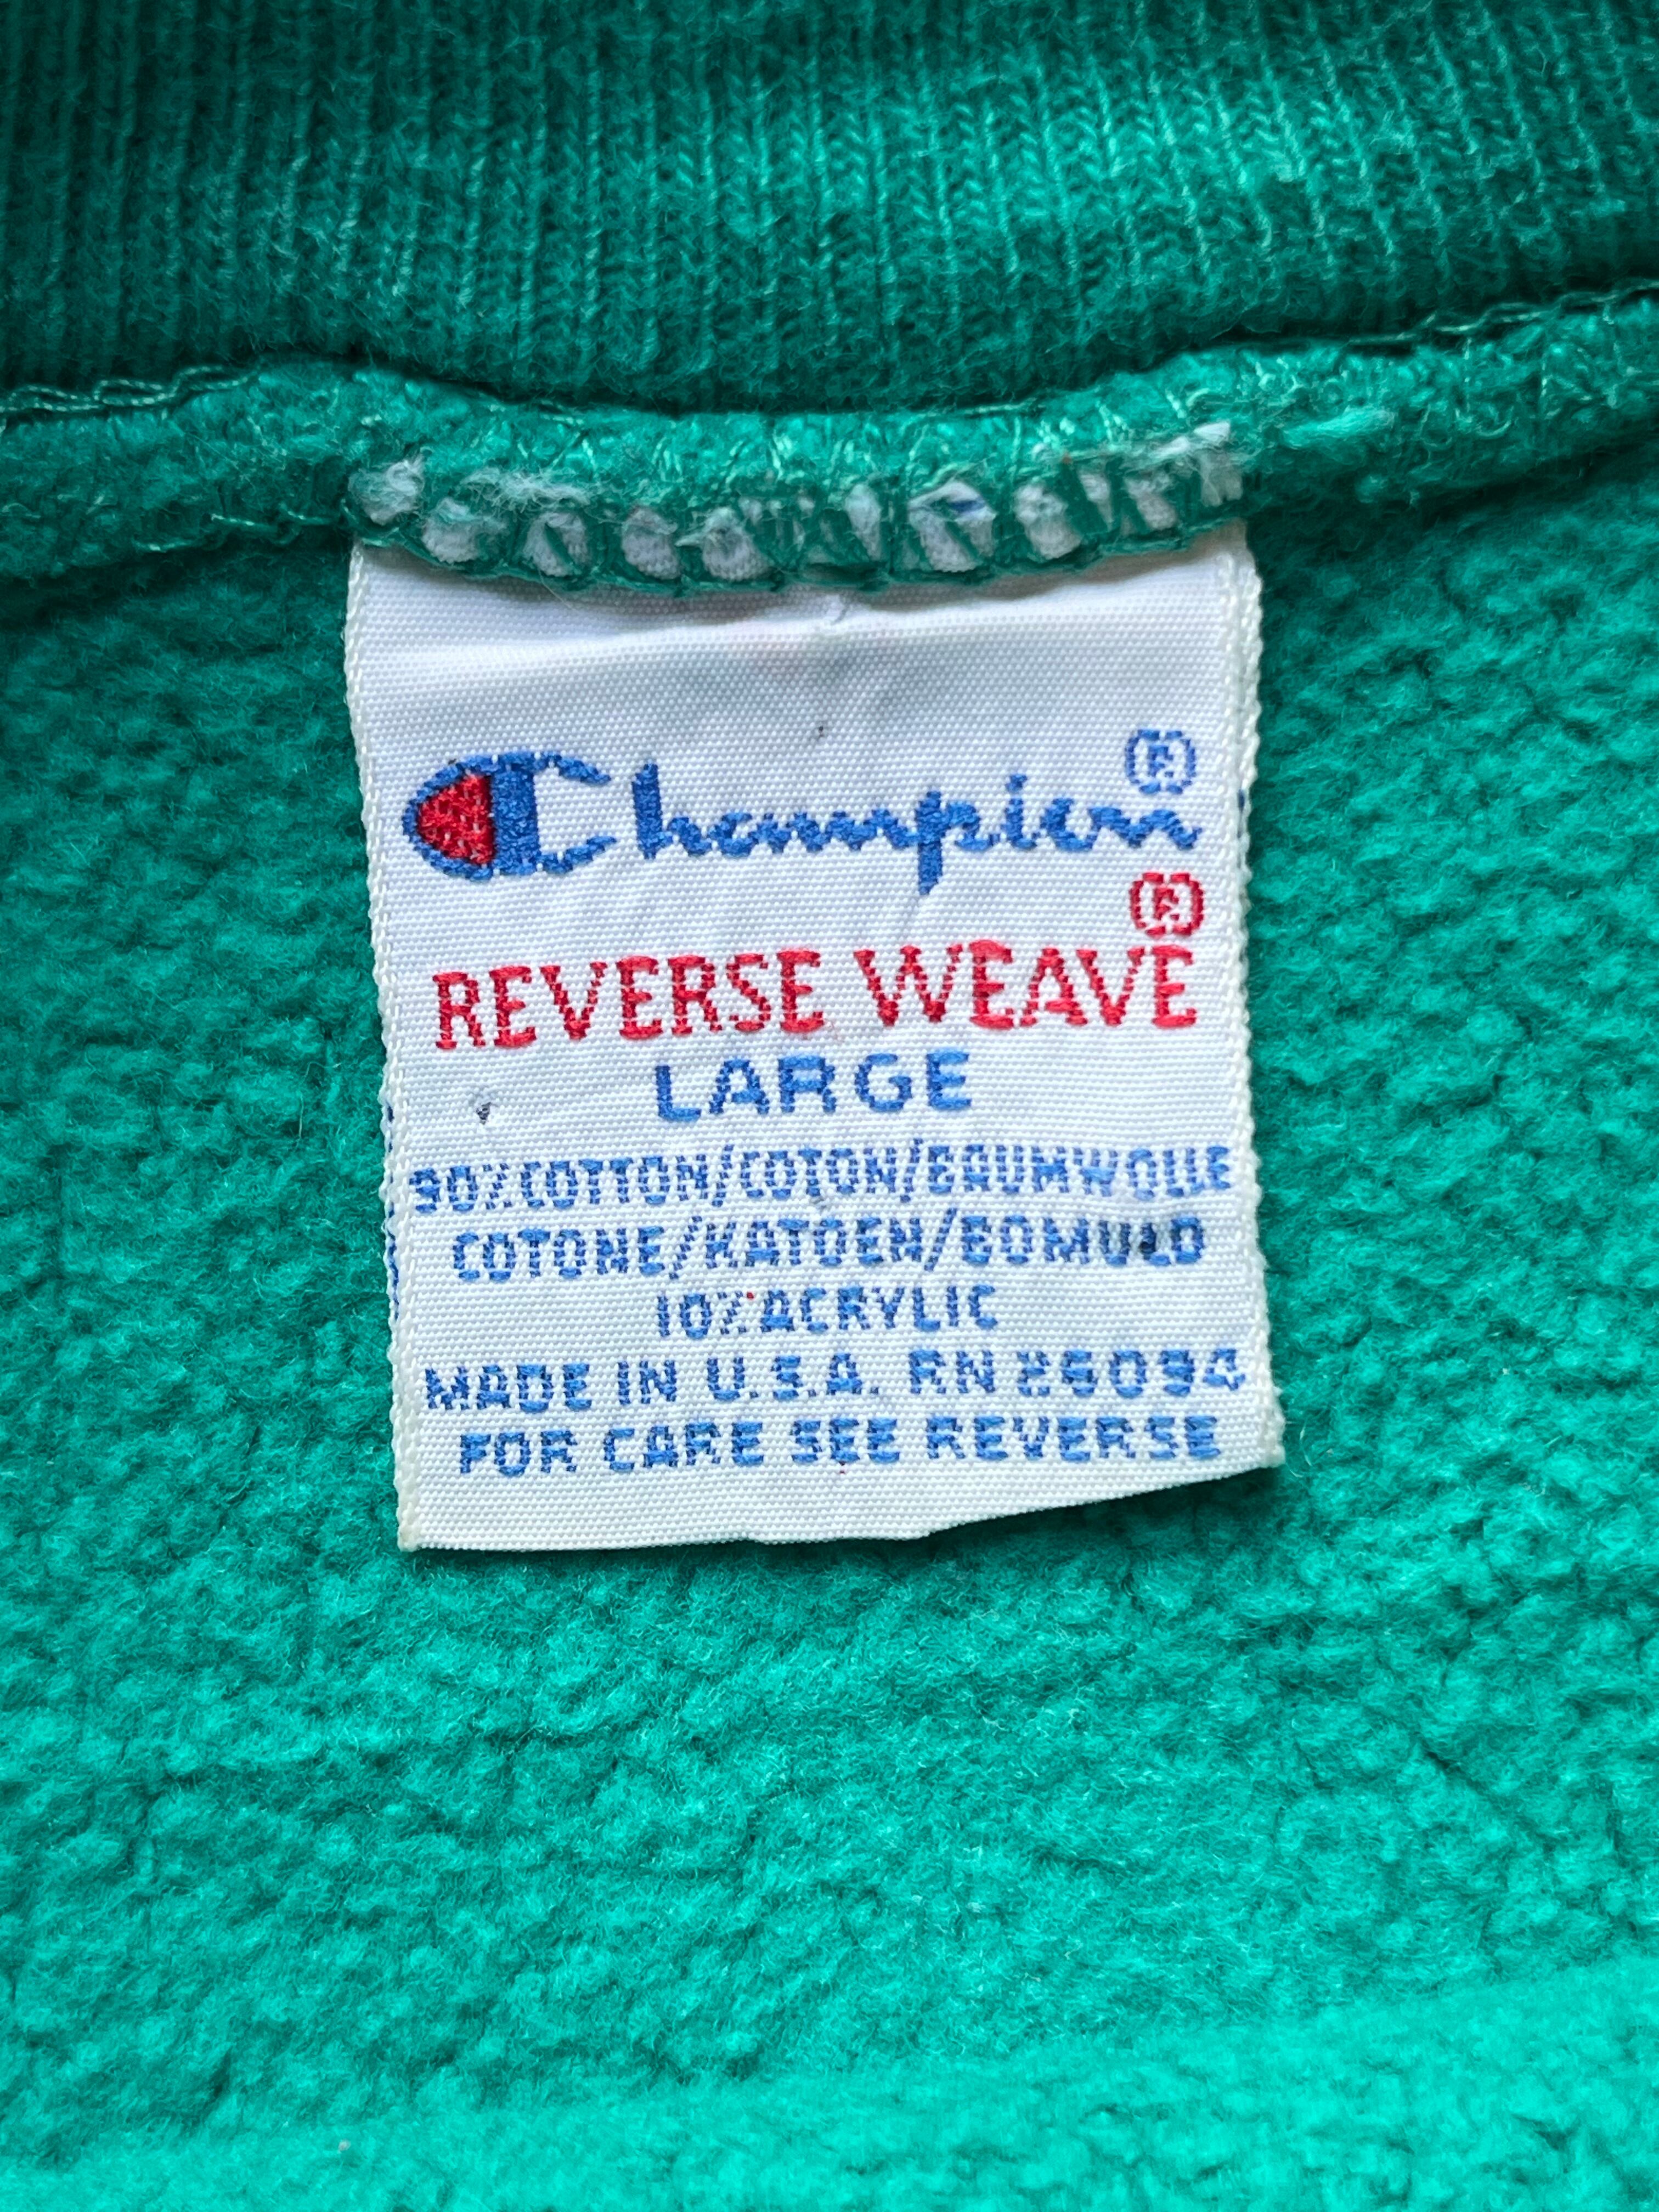 Champion®
®
REVERSE WEAVE
LARGE
90% COTTON/COTON/BAUMWOLLE
COTONE/KATOEN/BOMULD
10% ACRYLIC
MADE IN U.S.A. RN 26094
FOR CARE SEE REVERSE